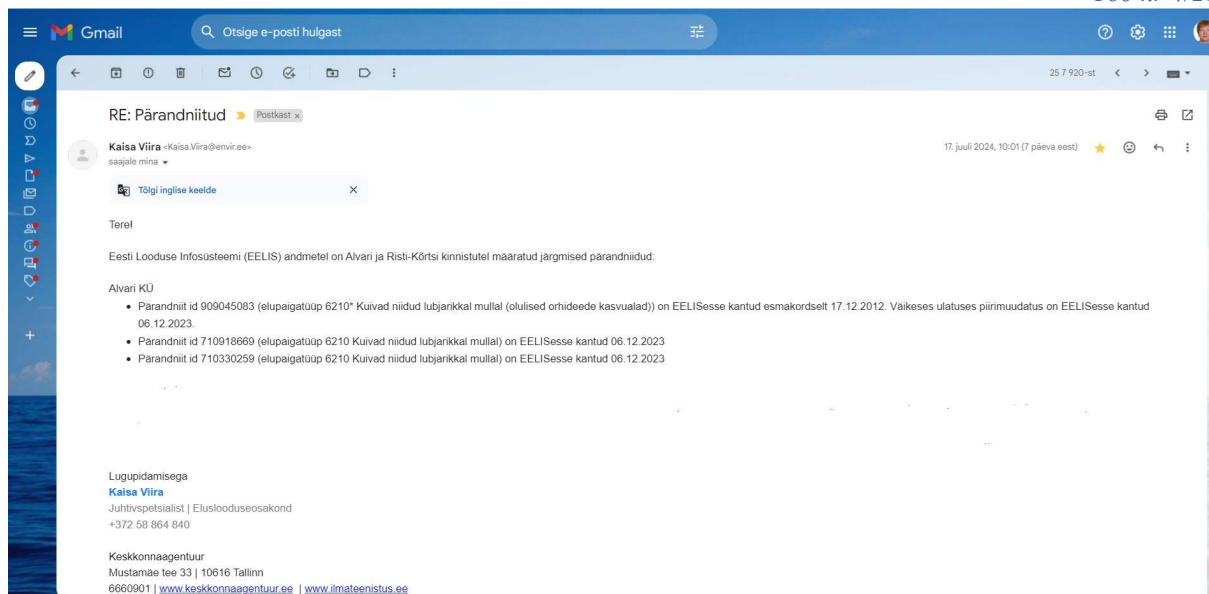 Gmail
Otsige e-posti hulgast
25 7 920-st
RE: Pärandniitud
Postkast x
Kaisa Viira <Kaisa.Viira@envir.ee>
17. juuli 2024, 10:01 (7 päeva eest)
saajale mina
Tõlgi inglise keelde
Tere!
Eesti Looduse Infosüsteemi (EELIS) andmetel on Alvari ja Risti-Kõrtsi kinnistutel määratud järgmised pärandniidud:
Alvari KÜ
• Pärandniit id 909045083 (elupaigatüüp 6210* Kuivad niidud lubjarikkal mullal (olulised orhideede kasvualad)) on EELISesse kantud esmakordselt 17.12.2012. Väikeses ulatuses piirimuudatus on EELISesse kantud
06.12.2023.
• Pärandniit id 710918669 (elupaigatüüp 6210 Kuivad niidud lubjarikkal mullal) on EELISesse kantud 06.12.2023
• Pärandniit id 710330259 (elupaigatüüp 6210 Kuivad niidud lubjarikkal mullal) on EELISesse kantud 06.12.2023
Lugupidamisega
Kaisa Viira
Juhtivspetsialist | Eluslooduseosakond
+372 58 864 840
Keskkonnaagentuur
Mustamäe tee 33 | 10616 Tallinn
6660901 | www.keskkonnaagentuur.ee | www.ilmateenistus.ee